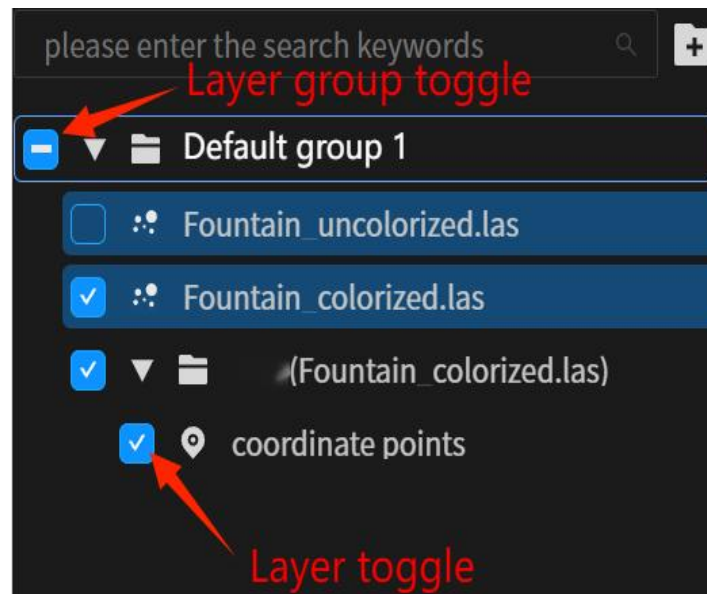 please enter the search keywords
Layer group toggle
Default group 1
Fountain_uncolorized.las
Fountain_colorized.las
(Fountain_colorized.las)
coordinate points
Layer toggle